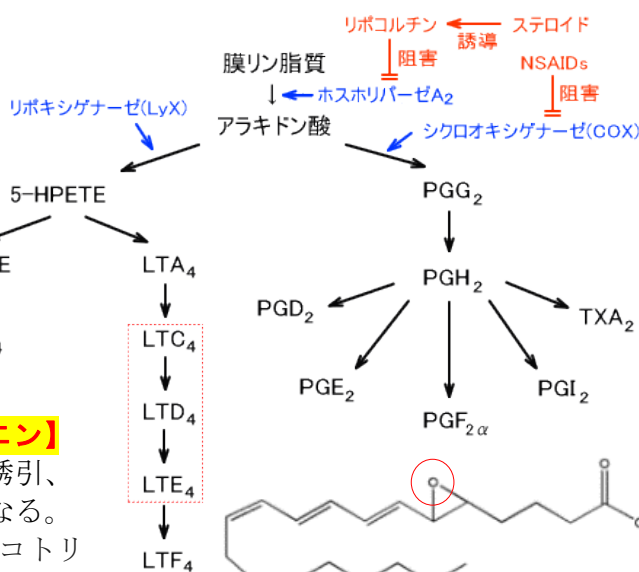 リポコルチン
ステロイド
誘導
阻害
NSAIDs
阻害
膜リン脂質
ホスホリパーゼA2
リポキシゲナーゼ(LyX)
アラキドン酸
シクロオキシゲナーゼ(COX)
5-HPETE
PGG2
E
LTA4
PGH2
PGD2
TXA2
LTC4
4
PGE2
PGI2
LTD4
PGF2α
ニン】
誘引、
LTE4
なる。
コトリ
LTF4
O
O